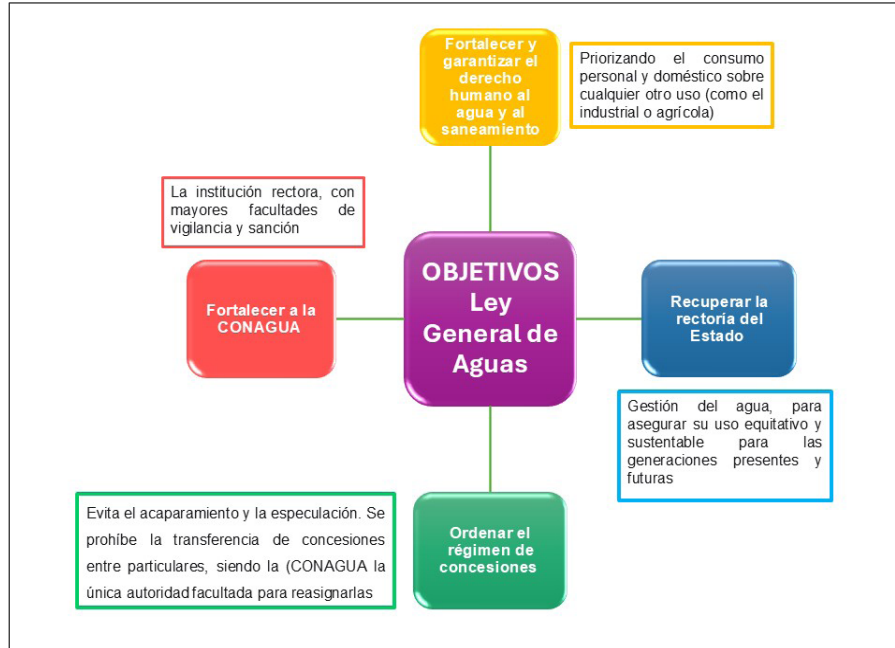 Fortalecer y
garantizar el
derecho
humano al
agua y al
saneamiento
Priorizando el consumo
personal y doméstico sobre
cualquier otro uso (como el
industrial o agrícola)
La institución rectora, con
mayores facultades de
vigilancia y sanción
Fortalecer a la
CONAGUA
OBJETIVOS
Ley
General de
Aguas
Recuperar la
rectoría del
Estado
Gestión del agua, para
asegurar su uso equitativo y
sustentable para las
generaciones presentes y
futuras
Evita el acaparamiento y la especulación. Se
prohíbe la transferencia de concesiones
entre particulares, siendo la (CONAGUA la
única autoridad facultada para reasignarlas
Ordenar el
régimen de
concesiones